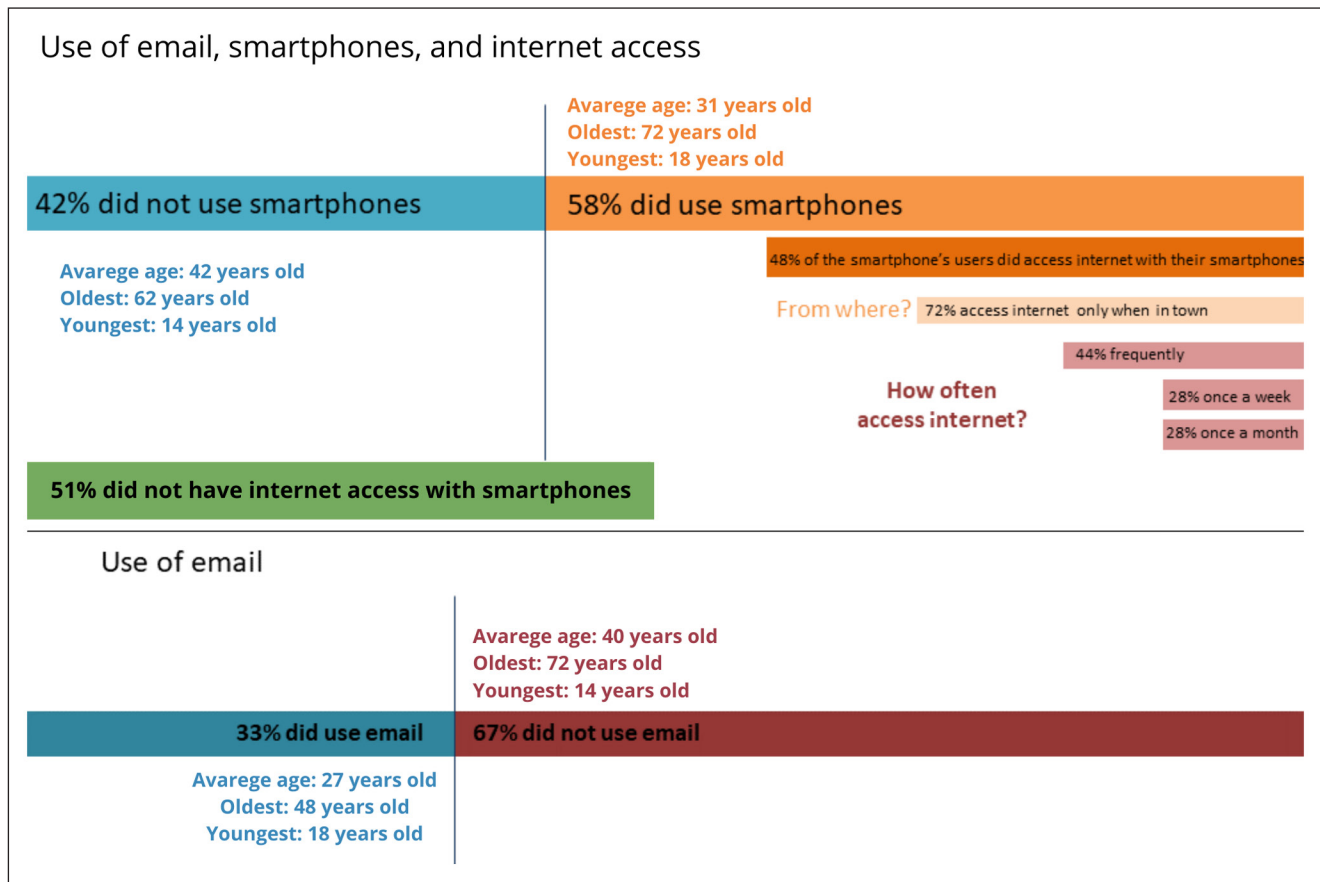 Use of email, smartphones, and internet access
Avarege age: 31 years old
Oldest: 72 years old
Youngest: 18 years old
42% did not use smartphones
58% did use smartphones
Avarege age: 42 years old
Oldest: 62 years old
Youngest: 14 years old
48% of the smartphone's users did access internet with their smartphones
From where?
72% access internet only when in town
44% frequently
How often
access internet?
28% once a week
28% once a month
51% did not have internet access with smartphones
Use of email
Avarege age: 40 years old
Oldest: 72 years old
Youngest: 14 years old
33% did use email
67% did not use email
Avarege age: 27 years old
Oldest: 48 years old
Youngest: 18 years old